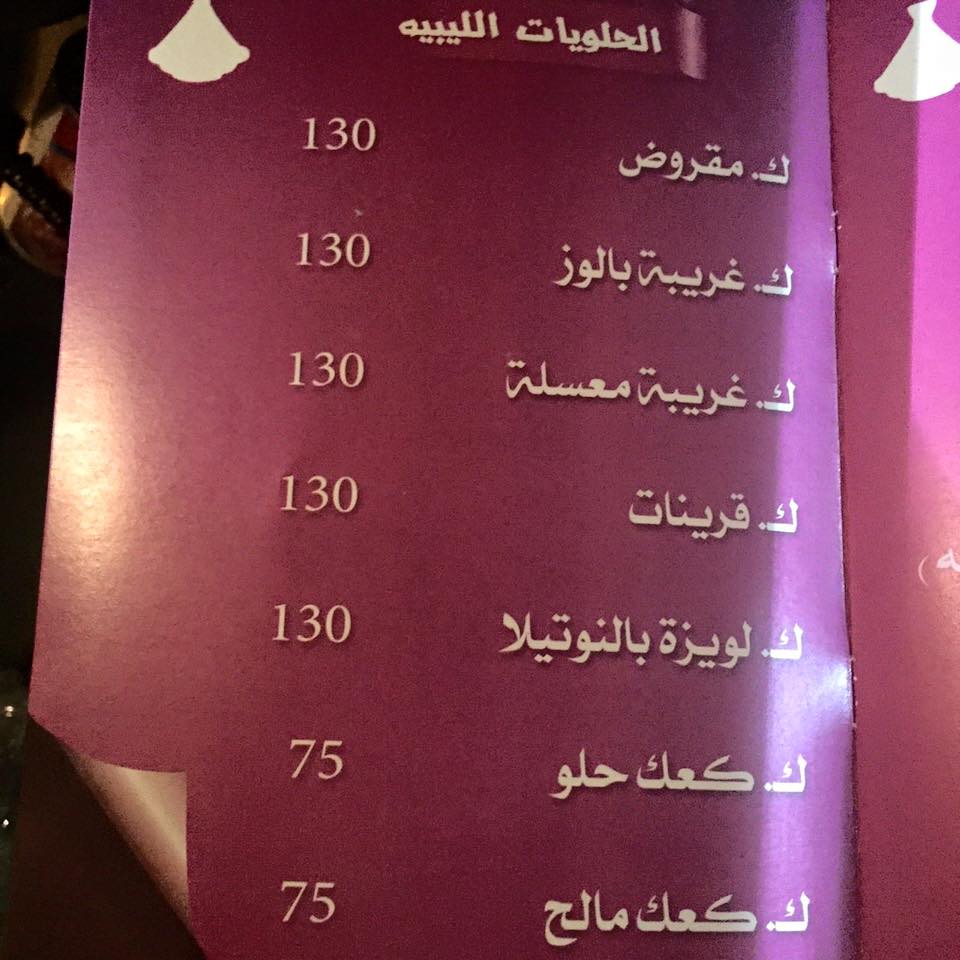 الحلويات الليبيه
ك. مقروض 130
ك. غريبة بالوز 130
ك. غريبة معسلة 130
ك. قرينات 130
ك. لويزة بالنوتيلا 130
ك. كعك حلو 75
ك. كعك مالح 75